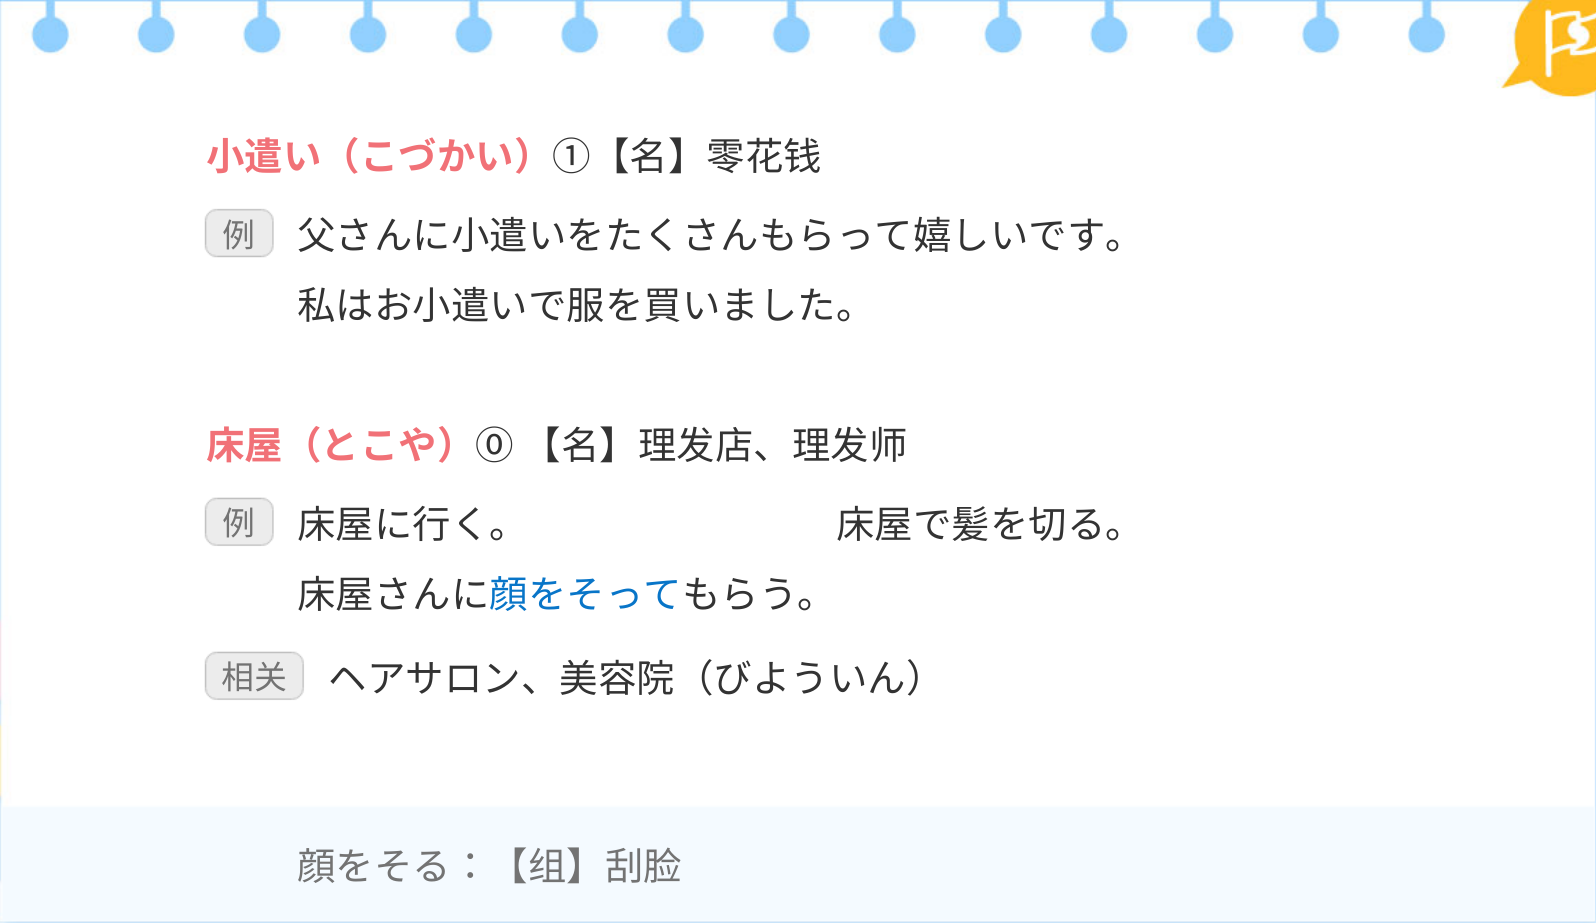 小遣い（こづかい）①【名】零花钱
例 父さんに小遣いをたくさんもらって嬉しいです。
私はお小遣いで服を買いました。
床屋（とこや）⓪ 【名】理发店、理发师
例 床屋に行く。 床屋で髪を切る。
床屋さんに顔をそってもらう。
相关 ヘアサロン、美容院（びよういん）
顔をそる：【组】刮脸